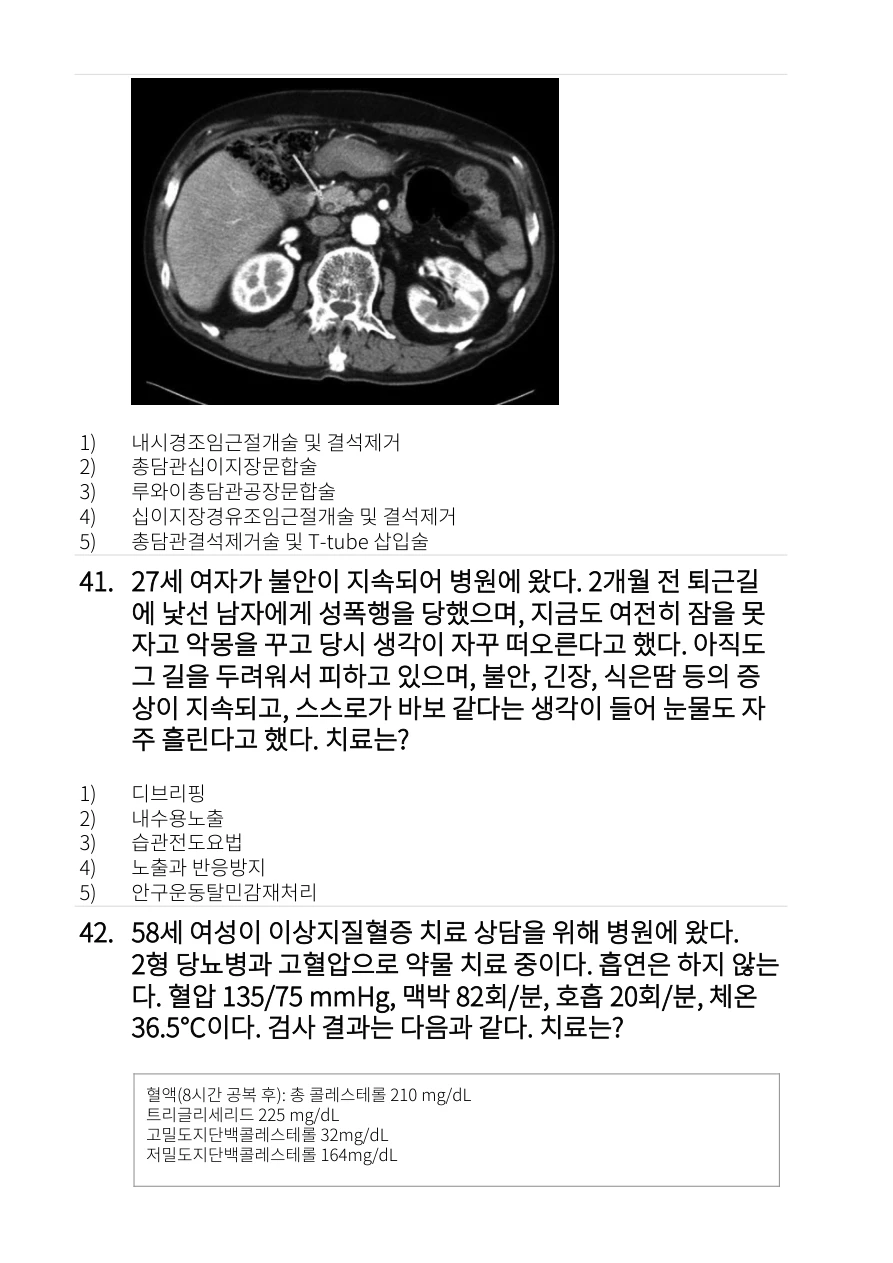 1) 내시경조임근절개술 및 결석제거
2) 총담관십이지장문합술
3) 루와이총담관공장문합술
4) 십이지장경유조임근절개술 및 결석제거
5) 총담관결석제거술 및 T-tube 삽입술
41. 27세 여자가 불안이 지속되어 병원에 왔다. 2개월 전 퇴근길
에 낯선 남자에게 성폭행을 당했으며, 지금도 여전히 잠을 못
자고 악몽을 꾸고 당시 생각이 자꾸 떠오른다고 했다. 아직도
그 길을 두려워서 피하고 있으며, 불안, 긴장, 식은땀 등의 증
상이 지속되고, 스스로가 바보 같다는 생각이 들어 눈물도 자
주 흘린다고 했다. 치료는?
1) 디브리핑
2) 내수용노출
3) 습관전도요법
4) 노출과 반응방지
5) 안구운동탈민감재처리
42. 58세 여성이 이상지질혈증 치료 상담을 위해 병원에 왔다.
2형 당뇨병과 고혈압으로 약물 치료 중이다. 흡연은 하지 않는
다. 혈압 135/75 mmHg, 맥박 82회/분, 호흡 20회/분, 체온
36.5°C이다. 검사 결과는 다음과 같다. 치료는?
혈액(8시간 공복 후): 총 콜레스테롤 210 mg/dL
트리글리세리드 225 mg/dL
고밀도지단백콜레스테롤 32mg/dL
저밀도지단백콜레스테롤 164mg/dL